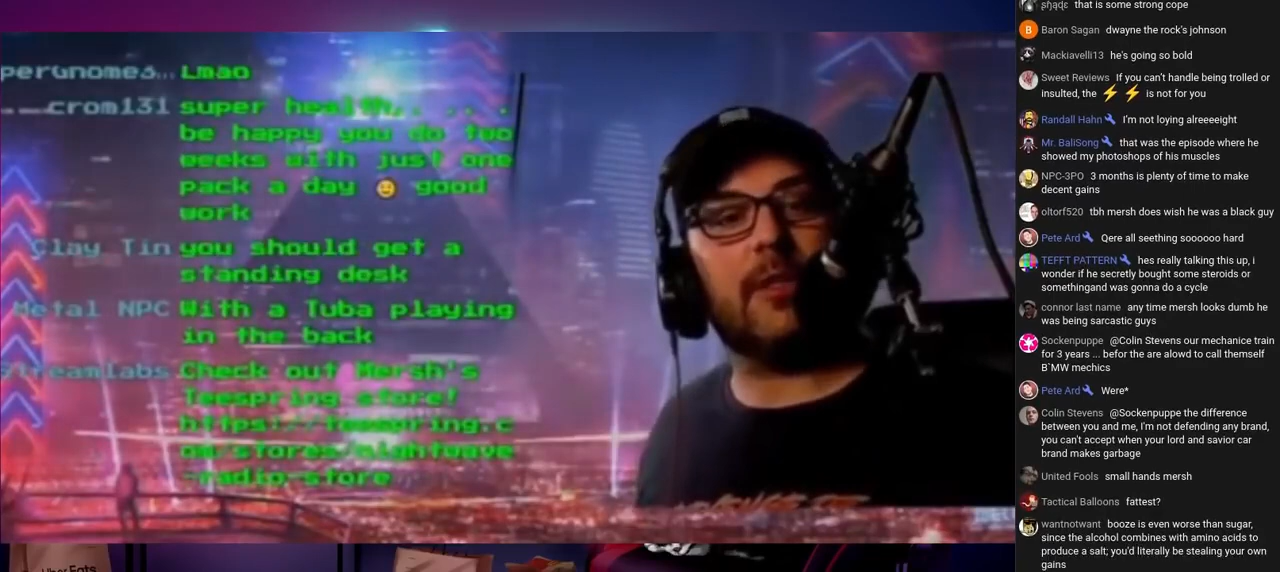 Lmao
crom131 super health,. . . .
be happy you do two
weeks with just one
pack a day 😉 good
work
Clay Tin you should get a
standing desk
Metal NPC With a Tuba playing
in the back
Check out Mersh's
Teespring store!
https://teespring.c
om/stores/nightwave
-radio-store
Uber Eats
that is some strong cope
Baron Sagan dwayne the rock's johnson
Mackiavelli13 he's going so bold
Sweet Reviews If you can't handle being trolled or
insulted, the ⚡ ⚡ is not for you
Randall Hahn I'm not loying alreeeeight
Mr. BaliSong that was the episode where he
showed my photoshops of his muscles
NPC-3PO 3 months is plenty of time to make
decent gains
oltorf520 tbh mersh does wish he was a black guy
Pete Ard Qere all seething soooooo hard
TEFFT PATTERN hes really talking this up, i
wonder if he secretly bought some steroids or
somethingand was gonna do a cycle
connor last name any time mersh looks dumb he
was being sarcastic guys
Sockenpuppe @Colin Stevens our mechanice train
for 3 years ... befor the are alowd to call themself
B`MW mechics
Pete Ard Were*
Colin Stevens @Sockenpuppe the difference
between you and me, I'm not defending any brand,
you can't accept when your lord and savior car
brand makes garbage
United Fools small hands mersh
Tactical Balloons fattest?
wantnotwant booze is even worse than sugar,
since the alcohol combines with amino acids to
produce a salt; you'd literally be stealing your own
gains